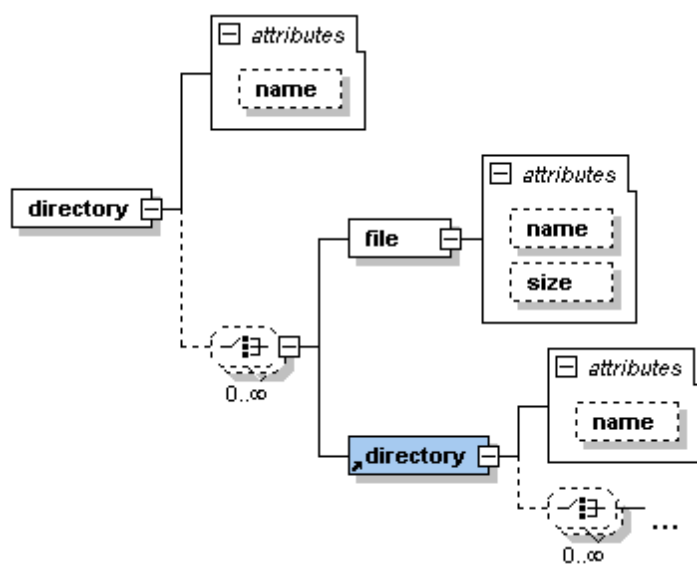 attributes
name
directory
attributes
file
name
size
0..∞
attributes
directory
name
...
0..∞